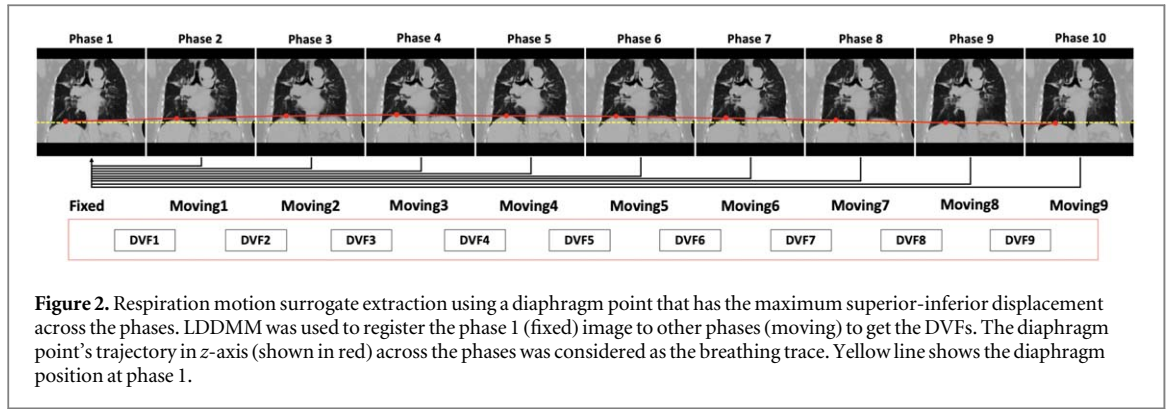 Phase 1 Phase 2 Phase 3 Phase 4 Phase 5 Phase 6 Phase 7 Phase 8 Phase 9 Phase 10
Fixed Moving1 Moving2 Moving3 Moving4 Moving5 Moving6 Moving7 Moving8 Moving9
DVF1 DVF2 DVF3 DVF4 DVF5 DVF6 DVF7 DVF8 DVF9
Figure 2. Respiration motion surrogate extraction using a diaphragm point that has the maximum superior-inferior displacement
across the phases. LDDMM was used to register the phase 1 (fixed) image to other phases (moving) to get the DVFs. The diaphragm
point's trajectory in z-axis (shown in red) across the phases was considered as the breathing trace. Yellow line shows the diaphragm
position at phase 1.